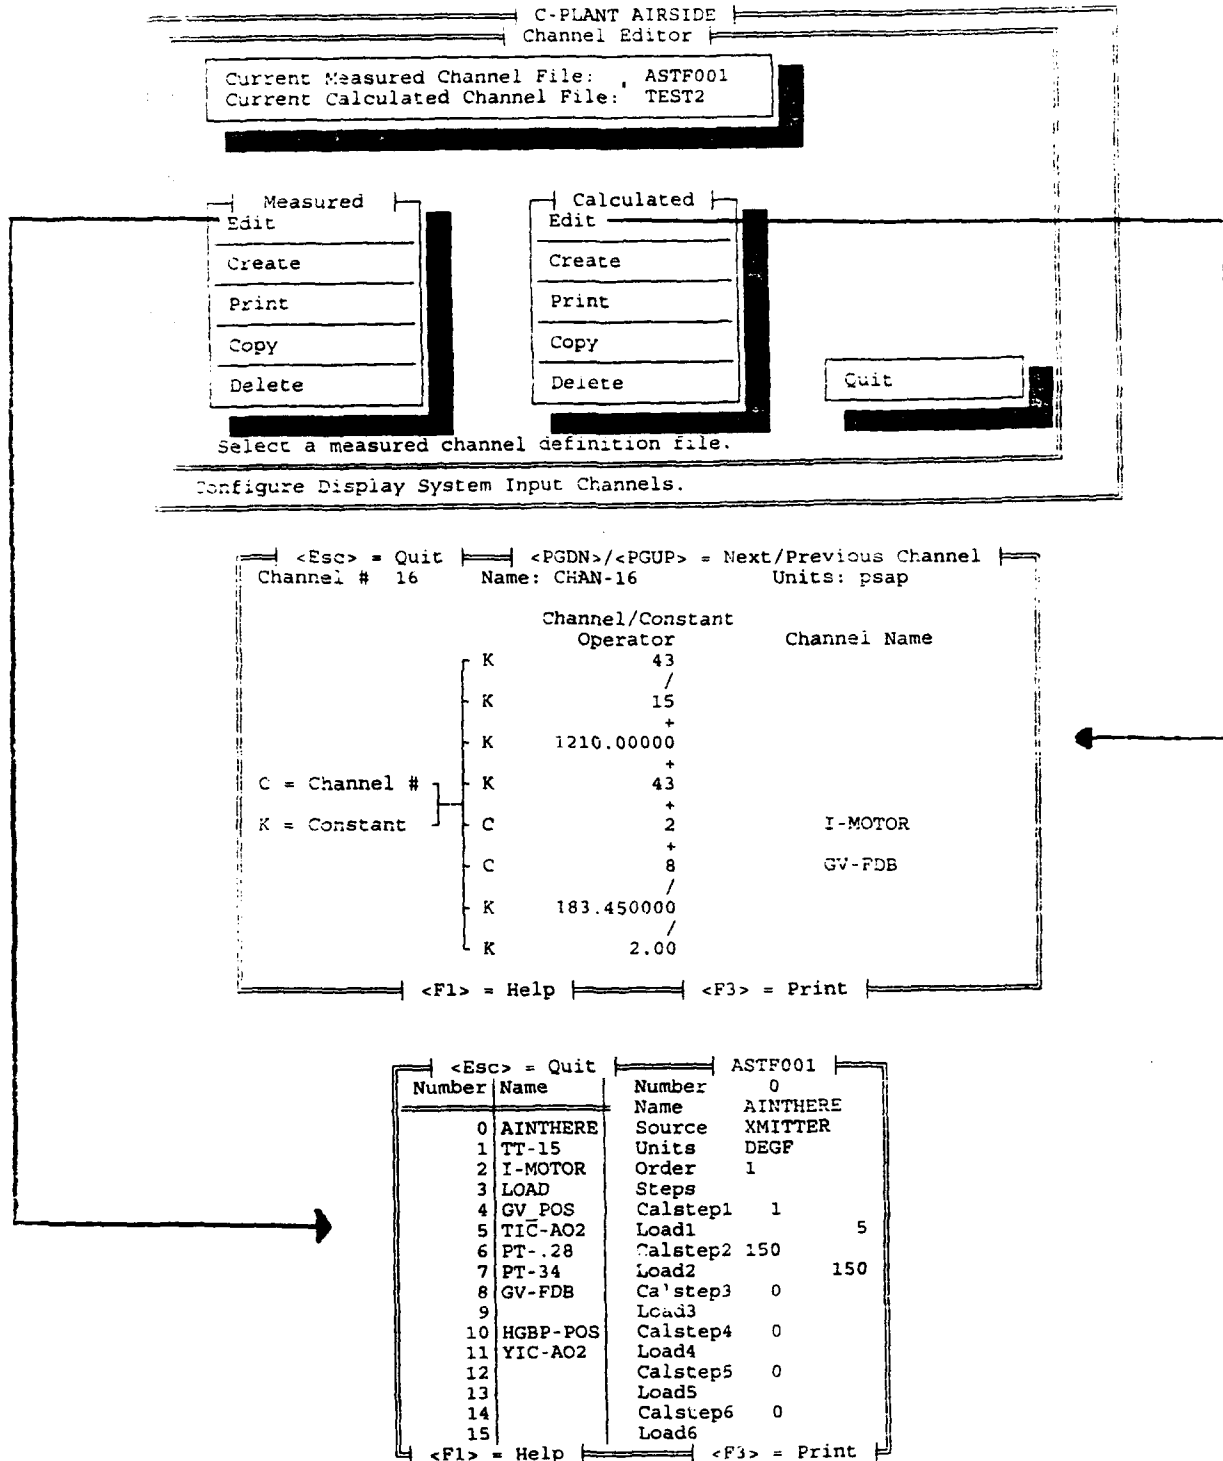 C-PLANT AIRSIDE
Channel Editor
Current Measured Channel File: ASTF001
Current Calculated Channel File: TEST2
Measured
Edit
Create
Print
Copy
Delete
Calculated
Edit
Create
Print
Copy
Delete
Quit
Select a measured channel definition file.
Configure Display System Input Channels.
<Esc> = Quit <PGDN>/<PGUP> = Next/Previous Channel
Channel # 16 Name: CHAN-16 Units: psap
Channel/Constant
Operator Channel Name
K 43
/
K 15
+
K 1210.00000
+
C = Channel # K 43
+
K = Constant C 2 I-MOTOR
+
C 8 GV-FDB
/
K 183.450000
/
K 2.00
<F1> = Help <F3> = Print
<Esc> = Quit ASTF001
Number Name Number 0
Name AINTHERE
0 AINTHERE Source XMITTER
1 TT-15 Units DEGF
2 I-MOTOR Order 1
3 LOAD Steps
4 GV_POS Calstep1 1
5 TIC-AO2 Load1 5
6 PT-.28 Calstep2 150
7 PT-34 Load2 150
8 GV-FDB Calstep3 0
9 Load3
10 HGBP-POS Calstep4 0
11 YIC-AO2 Load4
12 Calstep5 0
13 Load5
14 Calstep6 0
15 Load6
<F1> = Help <F3> = Print